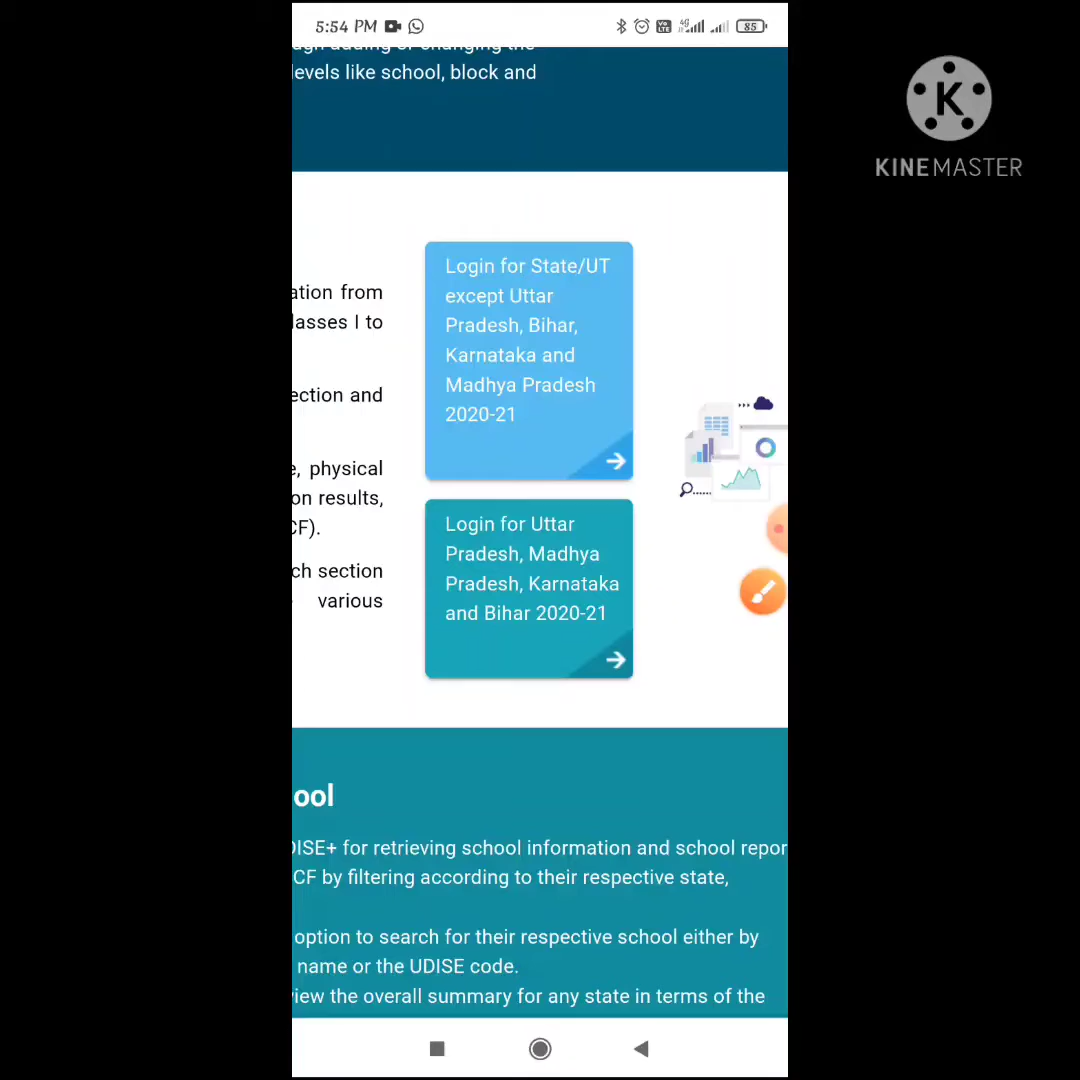 5:54 PM
85
KINEMASTER
levels like school, block and
Login for State/UT
except Uttar
Pradesh, Bihar,
Karnataka and
Madhya Pradesh
2020-21
ation from
lasses I to
ection and
e, physical
on results,
CF).
ch section
various
Login for Uttar
Pradesh, Madhya
Pradesh, Karnataka
and Bihar 2020-21
ool
DISE+ for retrieving school information and school repor
CF by filtering according to their respective state,
option to search for their respective school either by
name or the UDISE code.
view the overall summary for any state in terms of the